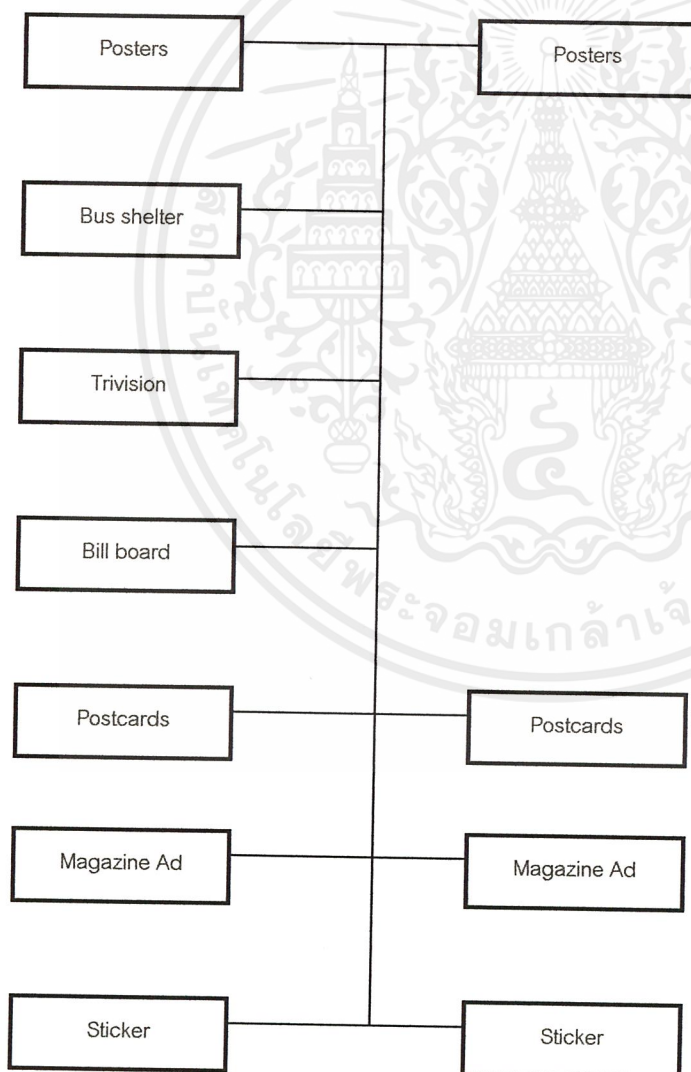 Posters
Posters
Bus shelter
Trivision
Bill board
Postcards
Postcards
Magazine Ad
Magazine Ad
Sticker
Sticker